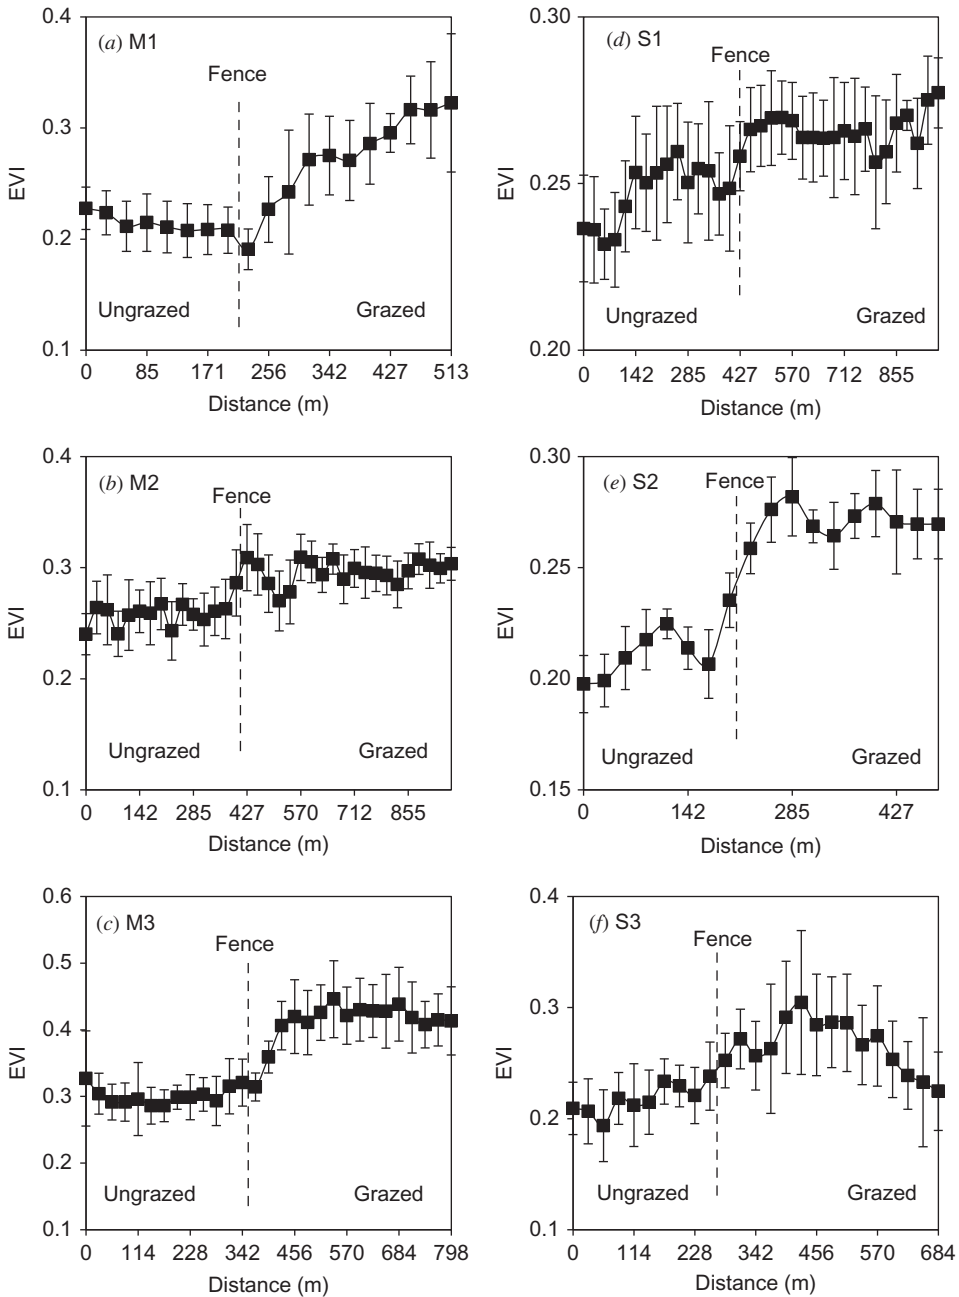 (a) M1
Fence
EVI
0.4
0.3
0.2
0.1
Ungrazed
Grazed
0 85 171 256 342 427 513
Distance (m)
(d) S1
Fence
EVI
0.30
0.25
0.20
Ungrazed
Grazed
0 142 285 427 570 712 855
Distance (m)
(b) M2
Fence
EVI
0.4
0.3
0.2
0.1
Ungrazed
Grazed
0 142 285 427 570 712 855
Distance (m)
(e) S2
Fence
EVI
0.30
0.25
0.20
0.15
Ungrazed
Grazed
0 142 285 427
Distance (m)
(c) M3
Fence
EVI
0.6
0.5
0.4
0.3
0.2
0.1
Ungrazed
Grazed
0 114 228 342 456 570 684 798
Distance (m)
(f) S3
Fence
EVI
0.4
0.3
0.2
0.1
Ungrazed
Grazed
0 114 228 342 456 570 684
Distance (m)